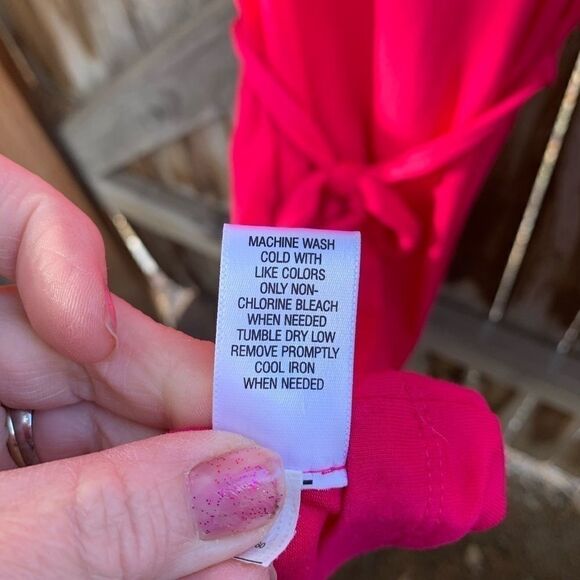 MACHINE WASH
COLD WITH
LIKE COLORS
ONLY NON-
CHLORINE BLEACH
WHEN NEEDED
TUMBLE DRY LOW
REMOVE PROMPTLY
COOL IRON
WHEN NEEDED